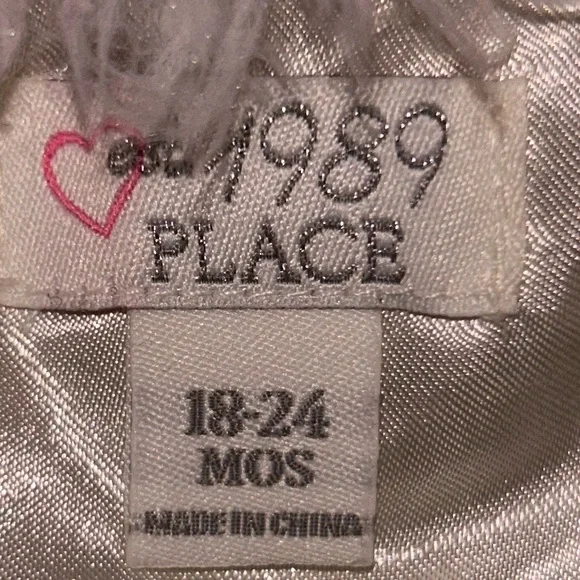 est. 1989
PLACE
18-24
MOS
MADE IN CHINA